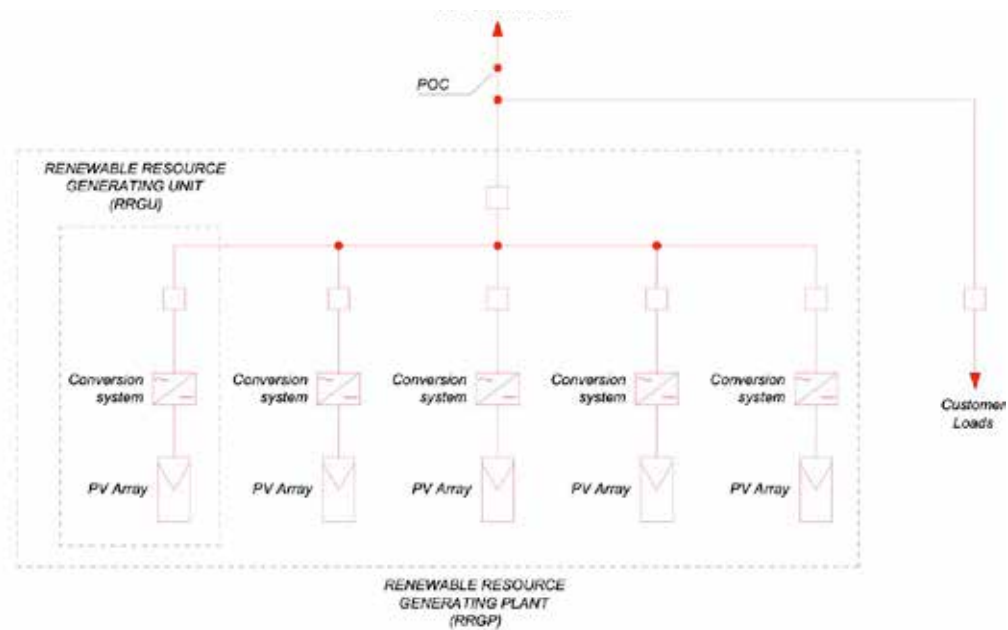 POC
RENEWABLE RESOURCE
GENERATING UNIT
(RRGU)
Conversion
system
Conversion
system
Conversion
system
Conversion
system
Conversion
system
Customer
Loads
PV Array
PV Array
PV Array
PV Array
PV Array
RENEWABLE RESOURCE
GENERATING PLANT
(RRGP)